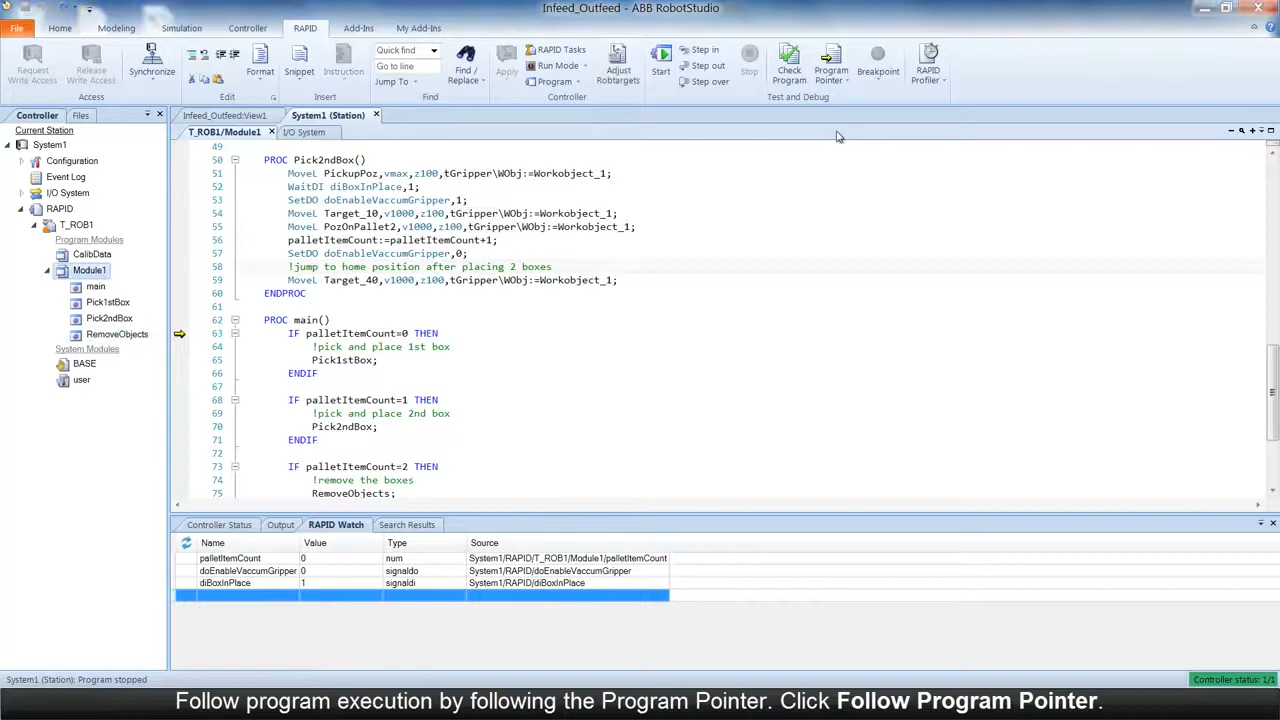 Infeed_Outfeed - ABB RobotStudio
File Home Modeling Simulation Controller RAPID Add-Ins My Add-Ins
Request Write Access
Release Write Access
Synchronize
Format
Snippet
Instruction
Quick find
Go to line
Jump To
Find / Replace
Apply
RAPID Tasks
Run Mode
Program
Adjust Robtargets
Start
Step in
Step out
Step over
Stop
Check Program
Program Pointer
Breakpoint
RAPID Profiler
Access Edit Insert Find Controller Test and Debug
Controller Files
Current Station
System1
Configuration
Event Log
I/O System
RAPID
T_ROB1
Program Modules
CalibData
Module1
main
Pick1stBox
Pick2ndBox
RemoveObjects
System Modules
BASE
user
Infeed_Outfeed:View1 System1 (Station)
T_ROB1/Module1 I/O System
49
50 PROC Pick2ndBox()
51 MoveL PickupPoz,vmax,z100,tGripper\WObj:=Workobject_1;
52 WaitDI diBoxInPlace,1;
53 SetDO doEnableVaccumGripper,1;
54 MoveL Target_10,v1000,z100,tGripper\WObj:=Workobject_1;
55 MoveL PozOnPallet2,v1000,z100,tGripper\WObj:=Workobject_1;
56 palletItemCount:=palletItemCount+1;
57 SetDO doEnableVaccumGripper,0;
58 !jump to home position after placing 2 boxes
59 MoveL Target_40,v1000,z100,tGripper\WObj:=Workobject_1;
60 ENDPROC
61
62 PROC main()
63 IF palletItemCount=0 THEN
64 !pick and place 1st box
65 Pick1stBox;
66 ENDIF
67
68 IF palletItemCount=1 THEN
69 !pick and place 2nd box
70 Pick2ndBox;
71 ENDIF
72
73 IF palletItemCount=2 THEN
74 !remove the boxes
75 RemoveObjects;
Controller Status Output RAPID Watch Search Results
Name Value Type Source
palletItemCount 0 num System1/RAPID/T_ROB1/Module1/palletItemCount
doEnableVaccumGripper 0 signaldo System1/RAPID/doEnableVaccumGripper
diBoxInPlace 1 signaldi System1/RAPID/diBoxInPlace
System1 (Station): Program stopped
Controller status: 1/1
Follow program execution by following the Program Pointer. Click Follow Program Pointer.